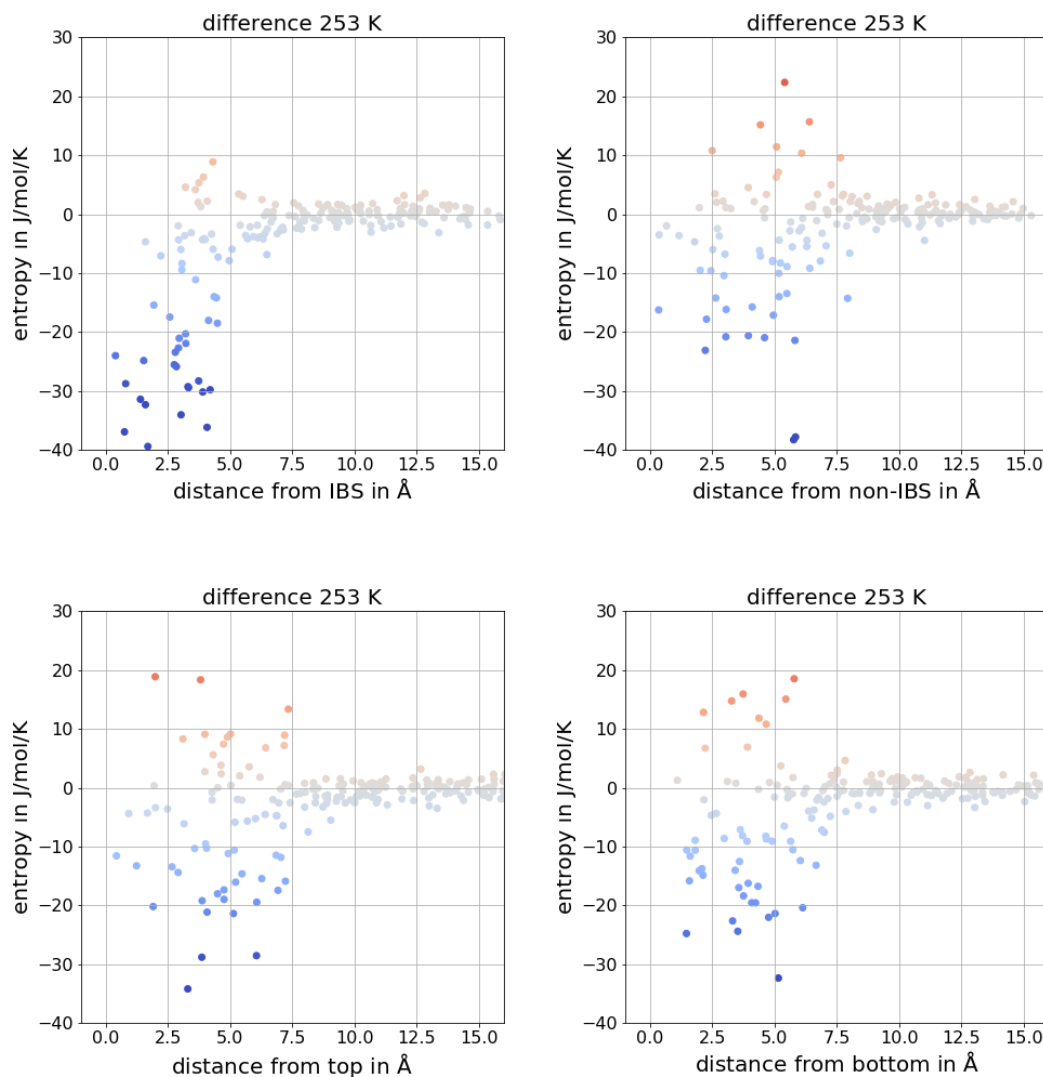 difference 253 K
30
20
10
0
−10
−20
−30
−40
entropy in J/mol/K
0.0 2.5 5.0 7.5 10.0 12.5 15.0
distance from IBS in Å
difference 253 K
30
20
10
0
−10
−20
−30
−40
entropy in J/mol/K
0.0 2.5 5.0 7.5 10.0 12.5 15.0
distance from non-IBS in Å
difference 253 K
30
20
10
0
−10
−20
−30
−40
entropy in J/mol/K
0.0 2.5 5.0 7.5 10.0 12.5 15.0
distance from top in Å
difference 253 K
30
20
10
0
−10
−20
−30
−40
entropy in J/mol/K
0.0 2.5 5.0 7.5 10.0 12.5 15.0
distance from bottom in Å